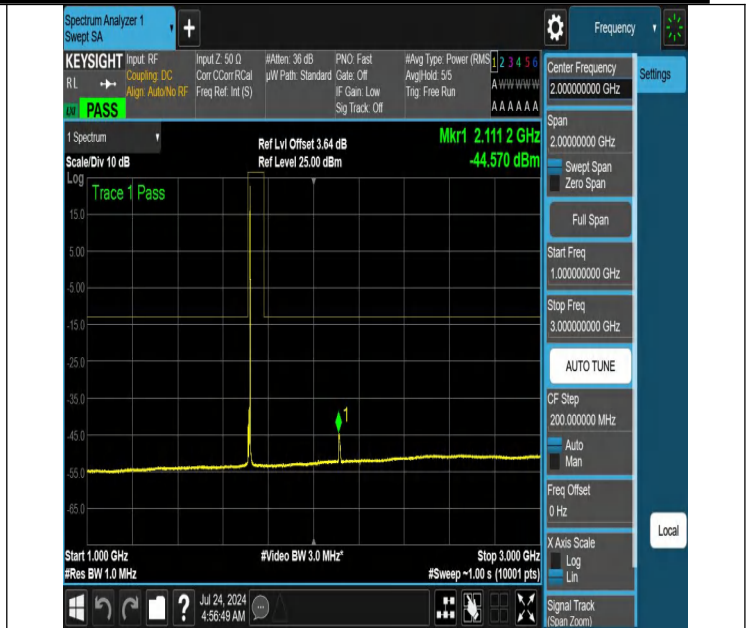 Spectrum Analyzer 1
Swept SA
Frequency
KEYSIGHT
RL
PASS
Input: RF
Coupling: DC
Align: Auto/No RF
Input Z: 50 Ω
Corr CCorr RCal
Freq Ref: Int (S)
#Atten: 36 dB
µW Path: Standard
PNO: Fast
Gate: Off
IF Gain: Low
Sig Track: Off
#Avg Type: Power (RMS
Avg|Hold: 5/5
Trig: Free Run
1 2 3 4 5 6
A W W W W W
A A A A A A
1 Spectrum
Scale/Div 10 dB
Ref Lvl Offset 3.64 dB
Ref Level 25.00 dBm
Mkr1 2.111 2 GHz
-44.570 dBm
Log
Trace 1 Pass
15.0
5.00
-5.00
-15.0
-25.0
-35.0
1
-45.0
-55.0
-65.0
Start 1.000 GHz
#Res BW 1.0 MHz
#Video BW 3.0 MHz*
Stop 3.000 GHz
#Sweep ~1.00 s (10001 pts)
Jul 24, 2024
4:56:49 AM
?
Center Frequency
2.000000000 GHz
Span
2.00000000 GHz
Swept Span
Zero Span
Full Span
Start Freq
1.000000000 GHz
Stop Freq
3.000000000 GHz
AUTO TUNE
CF Step
200.000000 MHz
Auto
Man
Freq Offset
0 Hz
X Axis Scale
Log
Lin
Signal Track
(Span Zoom)
Settings
Local